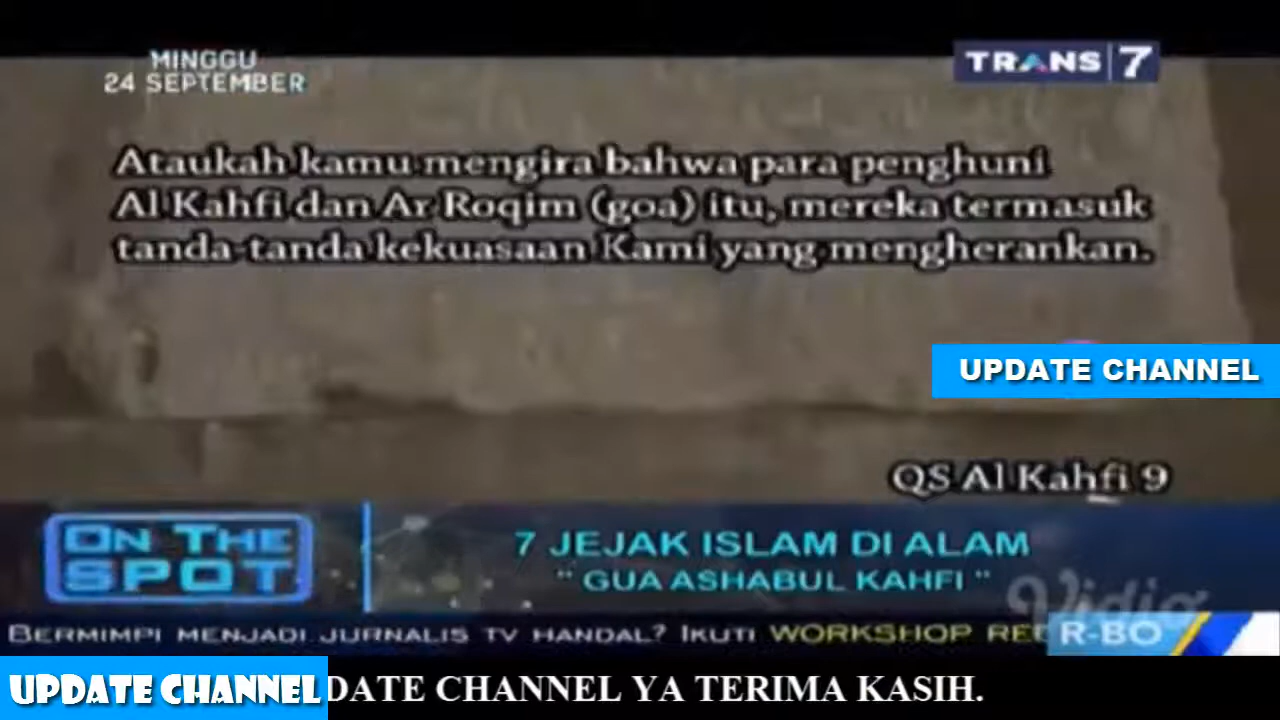 MINGGU
24 SEPTEMBER
TRANS 7
Ataukah kamu mengira bahwa para penghuni
Al Kahfi dan Ar Roqim (goa) itu, mereka termasuk
tanda-tanda kekuasaan Kami yang mengherankan.
UPDATE CHANNEL
QS Al Kahfi 9
ON THE
SPOT
7 JEJAK ISLAM DI ALAM
" GUA ASHABUL KAHFI "
Vidio
BERMIMPI MENJADI JURNALIS TV HANDAL? IKUTI WORKSHOP
R-BO
UPDATE CHANNEL
DATE CHANNEL YA TERIMA KASIH.